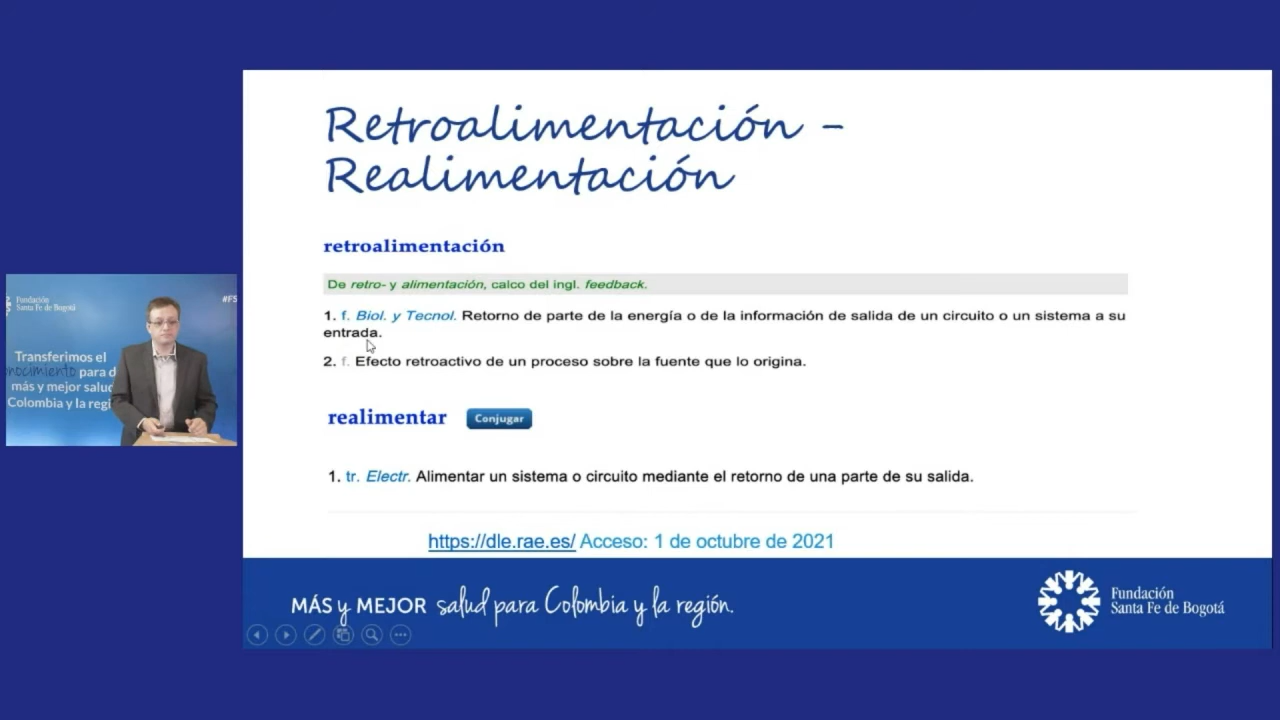 Retroalimentación -
Realimentación
retroalimentación
De retro- y alimentación, calco del ingl. feedback.
1. f. Biol. y Tecnol. Retorno de parte de la energía o de la información de salida de un circuito o un sistema a su
entrada.
2. f. Efecto retroactivo de un proceso sobre la fuente que lo origina.
realimentar Conjugar
1. tr. Electr. Alimentar un sistema o circuito mediante el retorno de una parte de su salida.
https://dle.rae.es/ Acceso: 1 de octubre de 2021
MÁS y MEJOR salud para Colombia y la región.
Fundación
Santa Fe de Bogotá
Fundación
Santa Fe de Bogotá
#FS
Transferimos el
onocimiento para d
más y mejor salud
Colombia y la regi